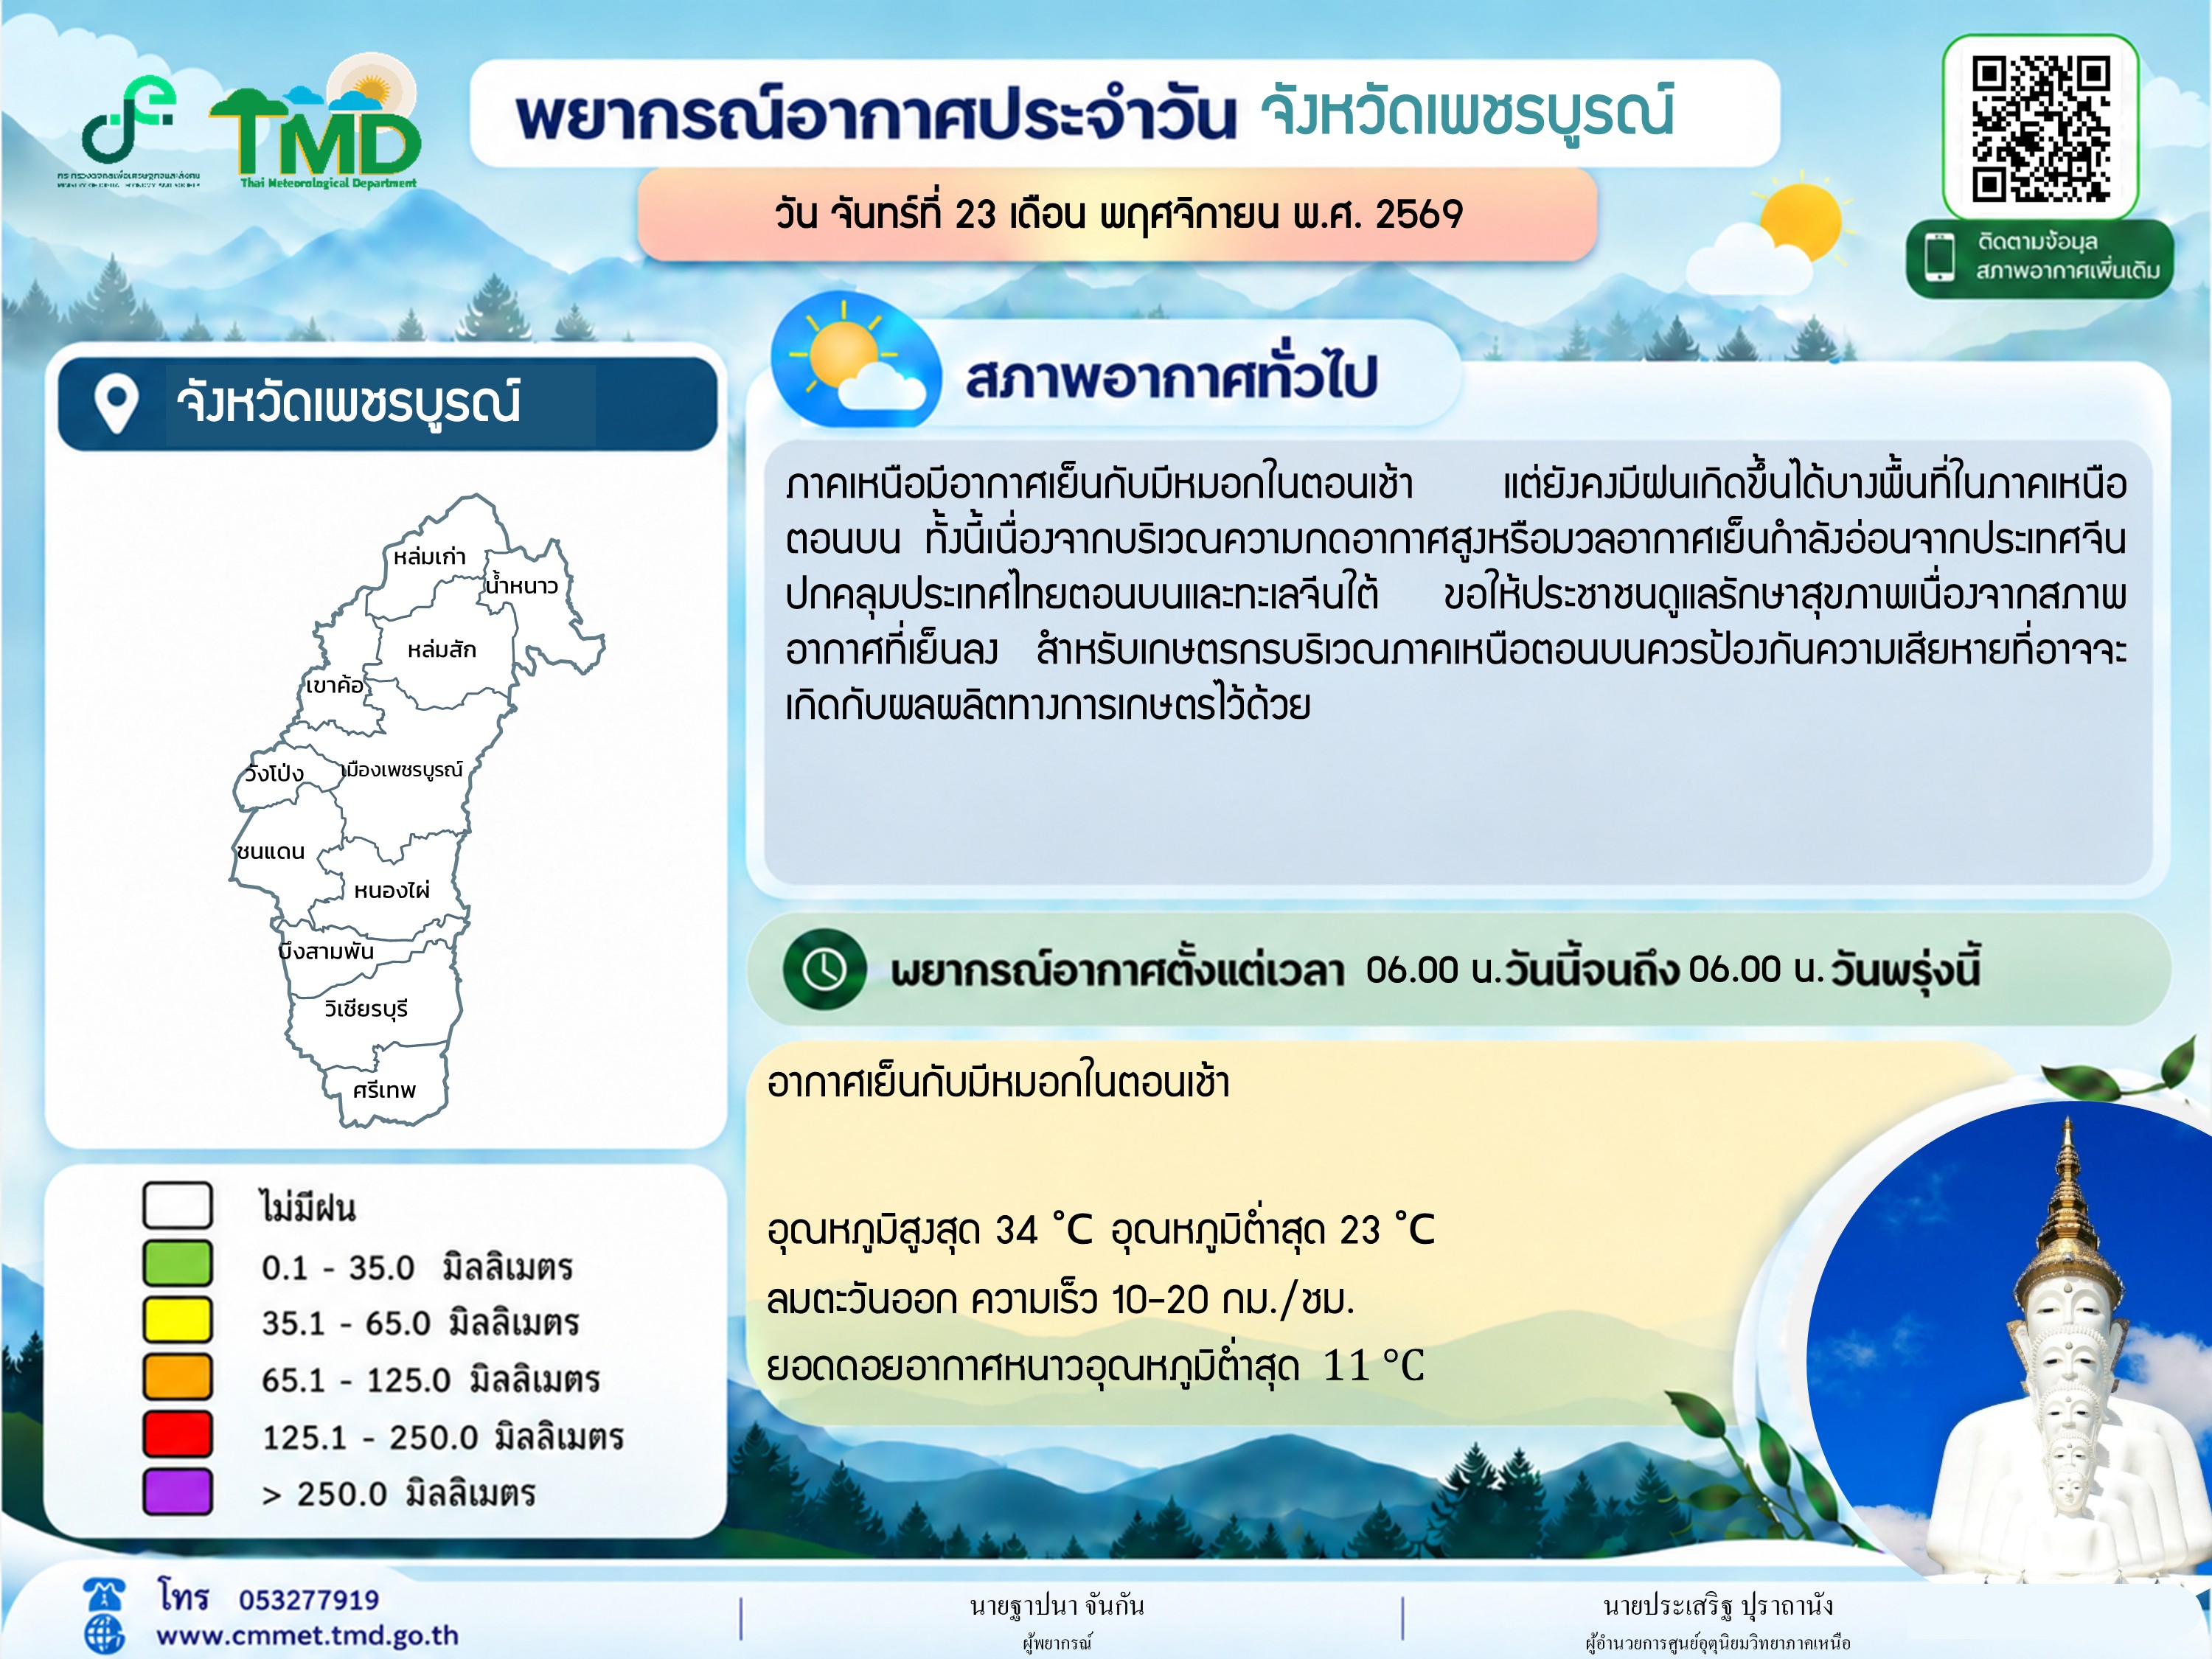 พยากรณ์อากาศประจำวัน จังหวัดเพชรบูรณ์
TMD
Thai Meteorological Department
วัน จันทร์ที่ 23 เดือน พฤศจิกายน พ.ศ. 2569
ติดตามข้อมูล
สภาพอากาศเพิ่มเติม
จังหวัดเพชรบูรณ์
หล่มเก่า
น้ำหนาว
หล่มสัก
เขาค้อ
วังโป่ง
เมืองเพชรบูรณ์
ชนแดน
หนองไผ่
บึงสามพัน
วิเชียรบุรี
ศรีเทพ
ไม่มีฝน
0.1 - 35.0 มิลลิเมตร
35.1 - 65.0 มิลลิเมตร
65.1 - 125.0 มิลลิเมตร
125.1 - 250.0 มิลลิเมตร
> 250.0 มิลลิเมตร
สภาพอากาศทั่วไป
ภาคเหนือมีอากาศเย็นกับมีหมอกในตอนเช้า แต่ยังคงมีฝนเกิดขึ้นได้บางพื้นที่ในภาคเหนือ
ตอนบน ทั้งนี้เนื่องจากบริเวณความกดอากาศสูงหรือมวลอากาศเย็นกำลังอ่อนจากประเทศจีน
ปกคลุมประเทศไทยตอนบนและทะเลจีนใต้ ขอให้ประชาชนดูแลรักษาสุขภาพเนื่องจากสภาพ
อากาศที่เย็นลง สำหรับเกษตรกรบริเวณภาคเหนือตอนบนควรป้องกันความเสียหายที่อาจจะ
เกิดกับผลผลิตทางการเกษตรไว้ด้วย
พยากรณ์อากาศตั้งแต่เวลา 06.00 น. วันนี้จนถึง 06.00 น. วันพรุ่งนี้
อากาศเย็นกับมีหมอกในตอนเช้า
อุณหภูมิสูงสุด 34 °C อุณหภูมิต่ำสุด 23 °C
ลมตะวันออก ความเร็ว 10-20 กม./ชม.
ยอดดอยอากาศหนาวอุณหภูมิต่ำสุด 11 °C
โทร 053277919
www.cmmet.tmd.go.th
นายฐาปนา จันกัน
ผู้พยากรณ์
นายประเสริฐ ปุราถานัง
ผู้อำนวยการศูนย์อุตุนิยมวิทยาภาคเหนือ